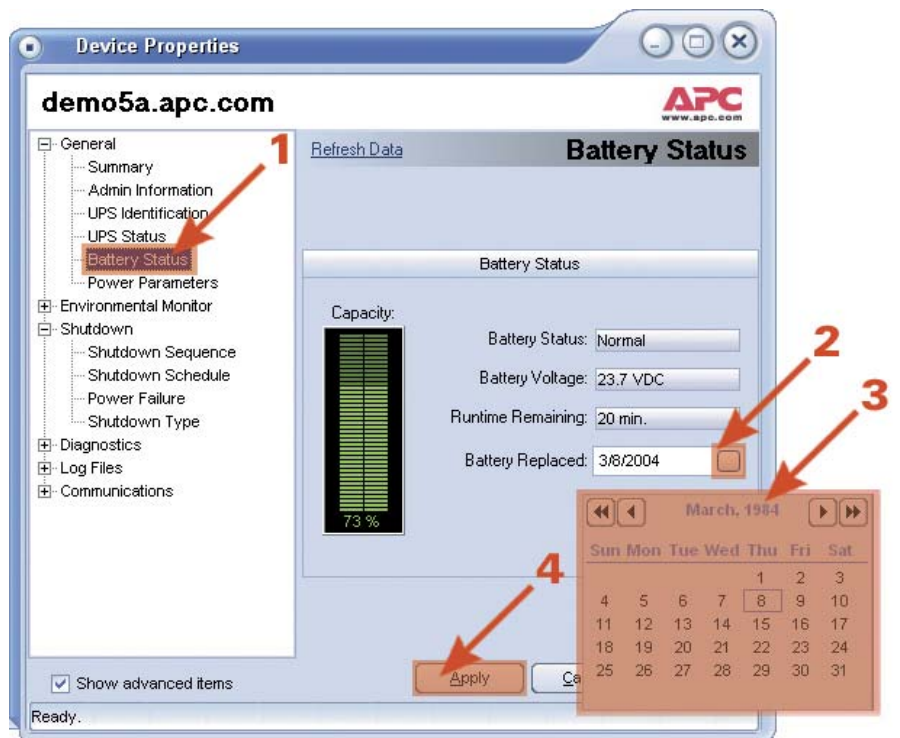 Device Properties
demo5a.apc.com
APC
www.apc.com
General
Summary
Admin Information
UPS Identification
UPS Status
Battery Status
Power Parameters
Environmental Monitor
Shutdown
Shutdown Sequence
Shutdown Schedule
Power Failure
Shutdown Type
Diagnostics
Log Files
Communications
1
Refresh Data
Battery Status
Battery Status
Capacity:
73 %
Battery Status: Normal
Battery Voltage: 23.7 VDC
Runtime Remaining: 20 min.
Battery Replaced: 3/8/2004
2
3
March, 1984
Sun Mon Tue Wed Thu Fri Sat
1 2 3
4 5 6 7 8 9 10
11 12 13 14 15 16 17
18 19 20 21 22 23 24
25 26 27 28 29 30 31
4
Show advanced items
Apply
Ca
Ready.